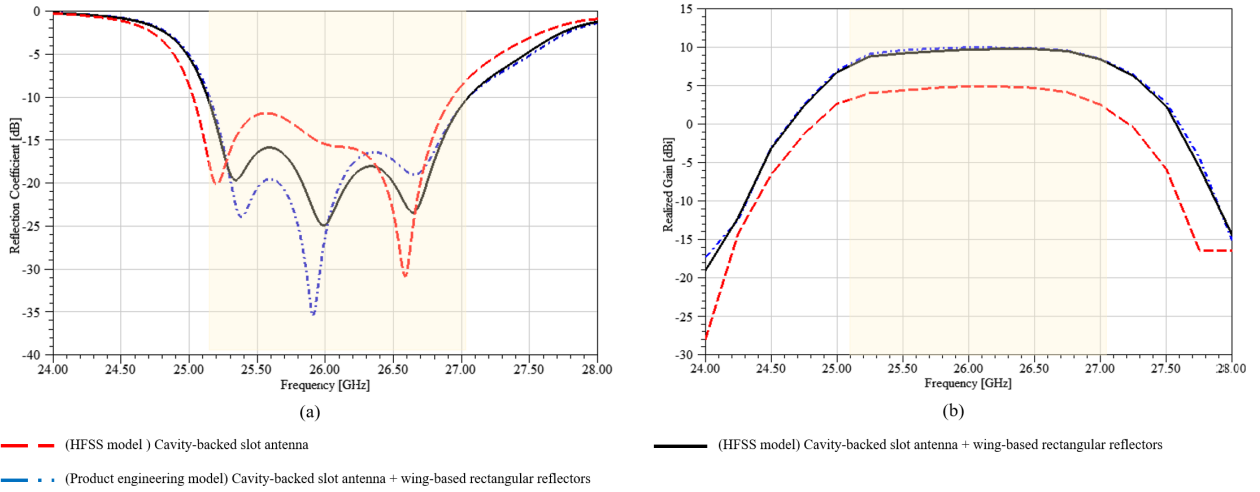 0
-5
-10
-15
-20
-25
-30
-35
-40
24.00 24.50 25.00 25.50 26.00 26.50 27.00 27.50 28.00
Reflection Coefficient [dB]
Frequency [GHz]
(a)
15
10
5
0
-5
-10
-15
-20
-25
-30
24.00 24.50 25.00 25.50 26.00 26.50 27.00 27.50 28.00
Realized Gain [dBi]
Frequency [GHz]
(b)
(HFSS model ) Cavity-backed slot antenna
(HFSS model) Cavity-backed slot antenna + wing-based rectangular reflectors
(Product engineering model) Cavity-backed slot antenna + wing-based rectangular reflectors